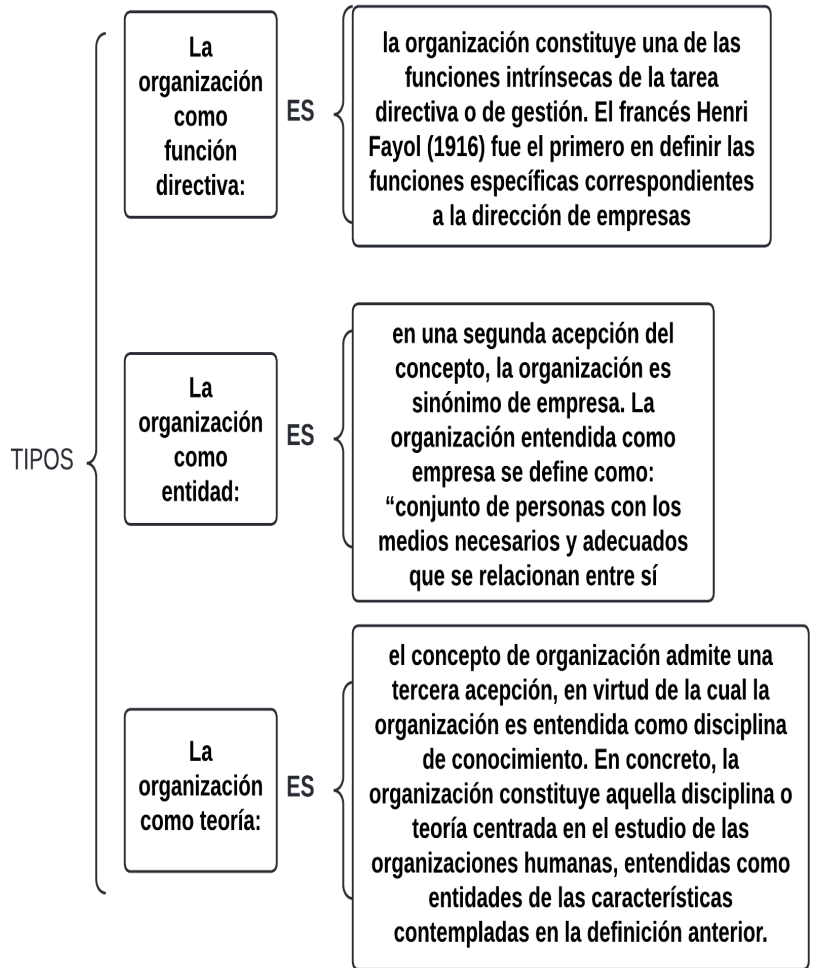 La
organización
como
función
directiva:
ES
la organización constituye una de las
funciones intrínsecas de la tarea
directiva o de gestión. El francés Henri
Fayol (1916) fue el primero en definir las
funciones específicas correspondientes
a la dirección de empresas
TIPOS
La
organización
como
entidad:
ES
en una segunda acepción del
concepto, la organización es
sinónimo de empresa. La
organización entendida como
empresa se define como:
“conjunto de personas con los
medios necesarios y adecuados
que se relacionan entre sí
La
organización
como teoría:
ES
el concepto de organización admite una
tercera acepción, en virtud de la cual la
organización es entendida como disciplina
de conocimiento. En concreto, la
organización constituye aquella disciplina o
teoría centrada en el estudio de las
organizaciones humanas, entendidas como
entidades de las características
contempladas en la definición anterior.